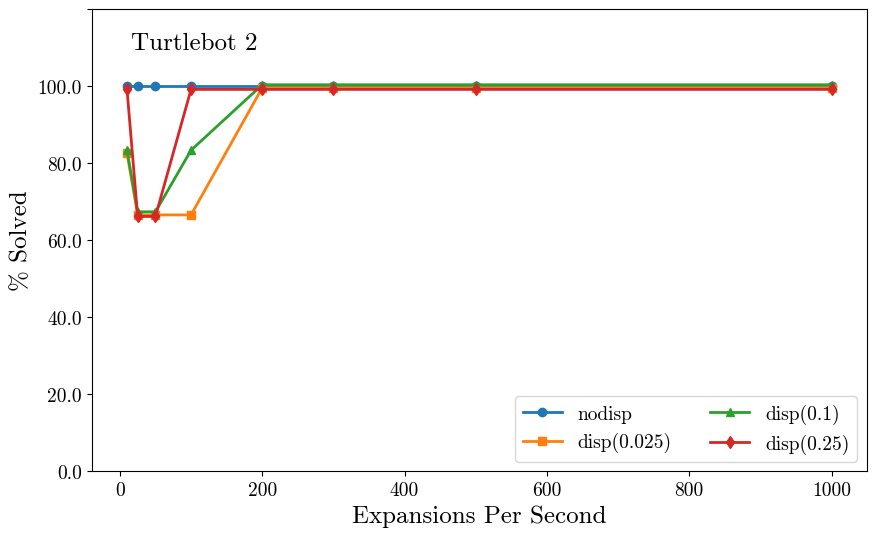 Turtlebot 2
100.0
80.0
60.0
40.0
20.0
0.0
% Solved
0 200 400 600 800 1000
Expansions Per Second
nodisp
disp(0.025)
disp(0.1)
disp(0.25)